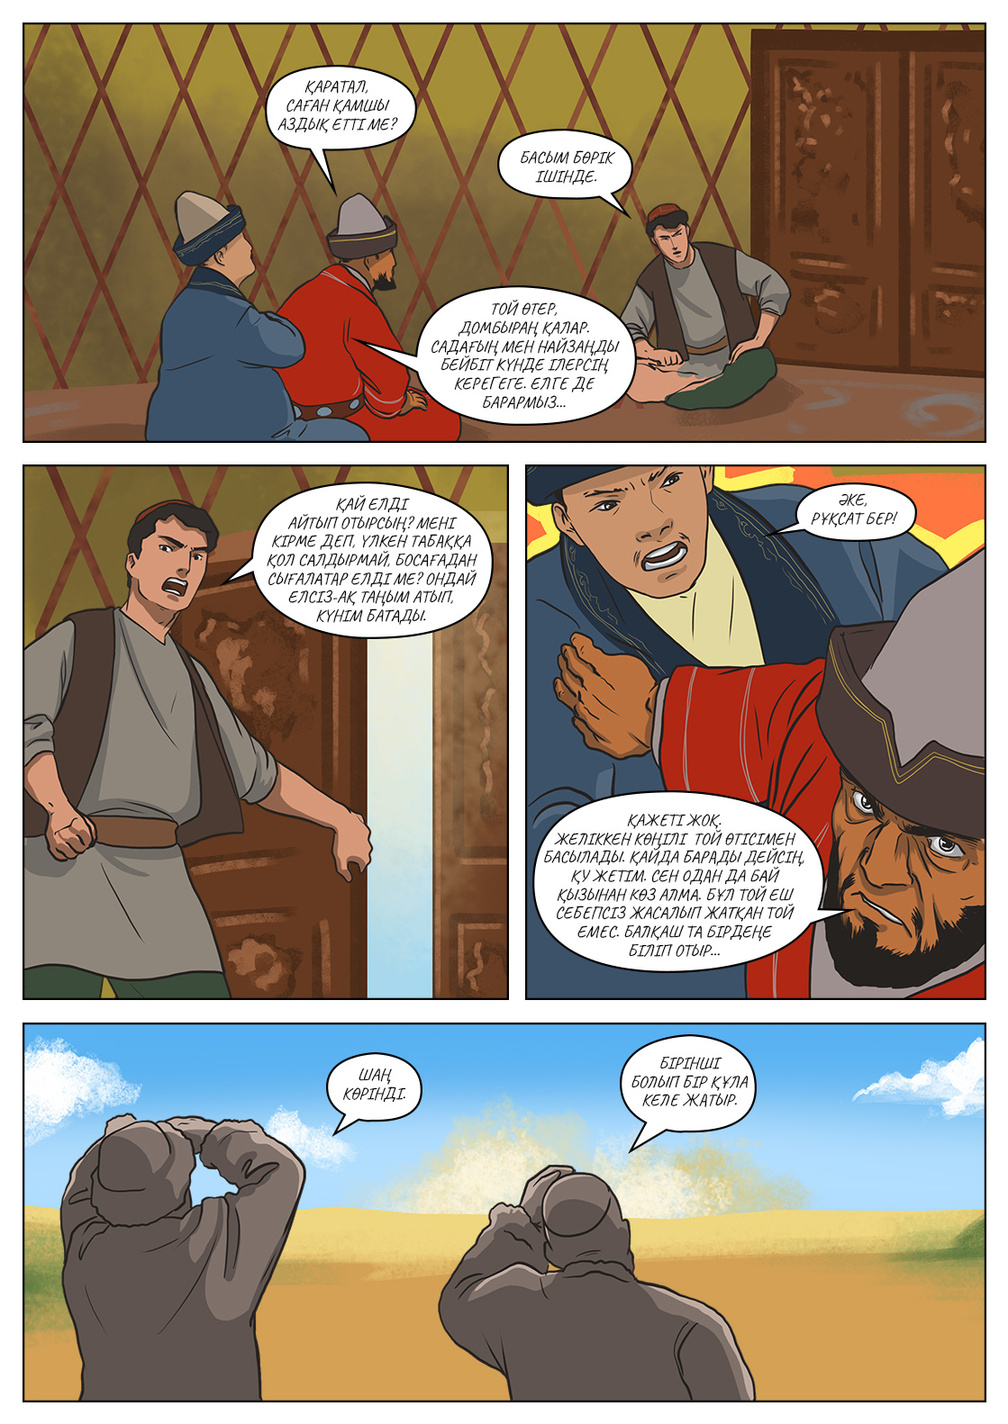 ҚАРАТАЛ,
САҒАН ҚАМШЫ
АЗДЫҚ ЕТТІ МЕ?
БАСЫМ БӨРІК
ІШІНДЕ.
ТОЙ ӨТЕР,
ДОМБЫРАҢ ҚАЛАР.
САДАҒЫҢ МЕН НАЙЗАҢДЫ
БЕЙБІТ КҮНДЕ ІЛЕРСІҢ
КЕРЕГЕГЕ. ЕЛГЕ ДЕ
БАРАРМЫЗ...
ҚАЙ ЕЛДІ
АЙТЫП ОТЫРСЫҢ? МЕНІ
КІРМЕ ДЕП, ҮЛКЕН ТАБАҚҚА
ҚОЛ САЛДЫРМАЙ, БОСАҒАДАН
СЫҒАЛАТАР ЕЛДІ МЕ? ОНДАЙ
ЕЛСІЗ-АҚ ТАҢЫМ АТЫП,
КҮНІМ БАТАДЫ.
ӘКЕ,
РҰҚСАТ БЕР!
ҚАЖЕТІ ЖОҚ.
ЖЕЛІККЕН КӨҢІЛІ ТОЙ ӨТІСІМЕН
БАСЫЛАДЫ. ҚАЙДА БАРАДЫ ДЕЙСІҢ,
ҚУ ЖЕТІМ. СЕН ОДАН ДА БАЙ
ҚЫЗЫНАН КӨЗ АЛМА. БҰЛ ТОЙ ЕШ
СЕБЕПСІЗ ЖАСАЛЫП ЖАТҚАН ТОЙ
ЕМЕС. БАЛҚАШ ТА БІРДЕҢЕ
БІЛІП ОТЫР...
ШАҢ
КӨРІНДІ.
БІРІНШІ
БОЛЫП БІР ҚҰЛА
КЕЛЕ ЖАТЫР.